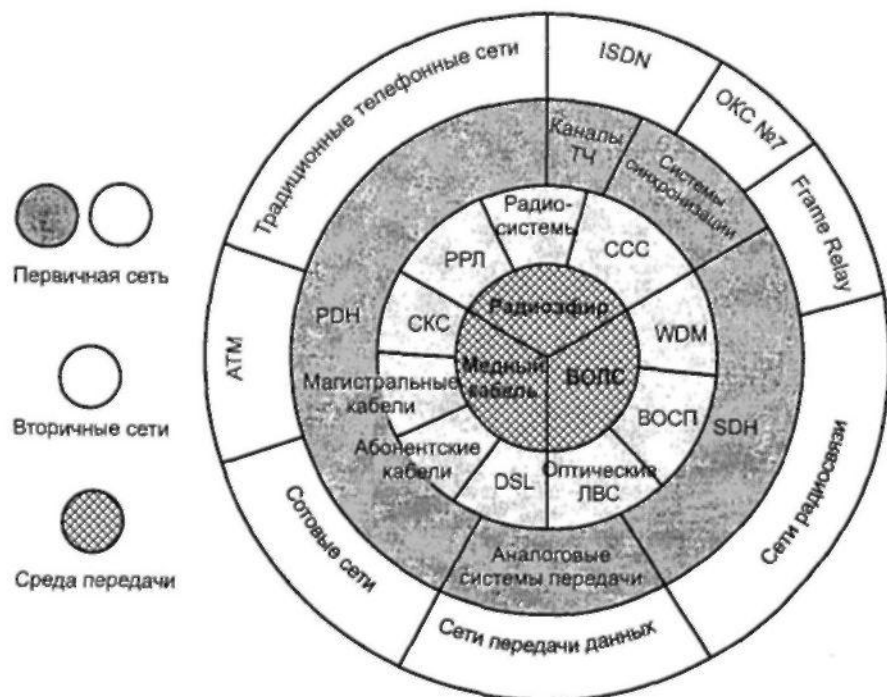 Первичная сеть
Вторичные сети
Среда передачи
Традиционные телефонные сети
ISDN
ОКС №7
Frame Relay
Сети радиосвязи
Сети передачи данных
Сотовые сети
ATM
PDH
Каналы
ТЧ
Системы
синхронизации
SDH
Аналоговые
системы передачи
РРЛ
Радио-
системы
ССС
WDM
ВОСП
Оптические
ЛВС
DSL
Абонентские
кабели
Магистральные
кабели
СКС
Радиоэфир
Медный
кабель
ВОЛС